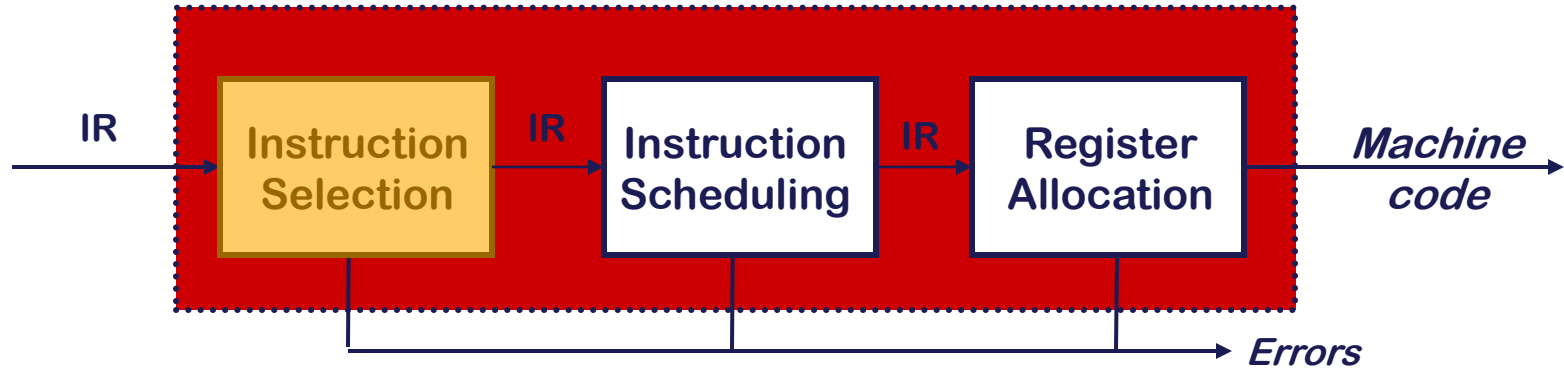 IR
Instruction
Selection
IR
Instruction
Scheduling
IR
Register
Allocation
Machine
code
Errors